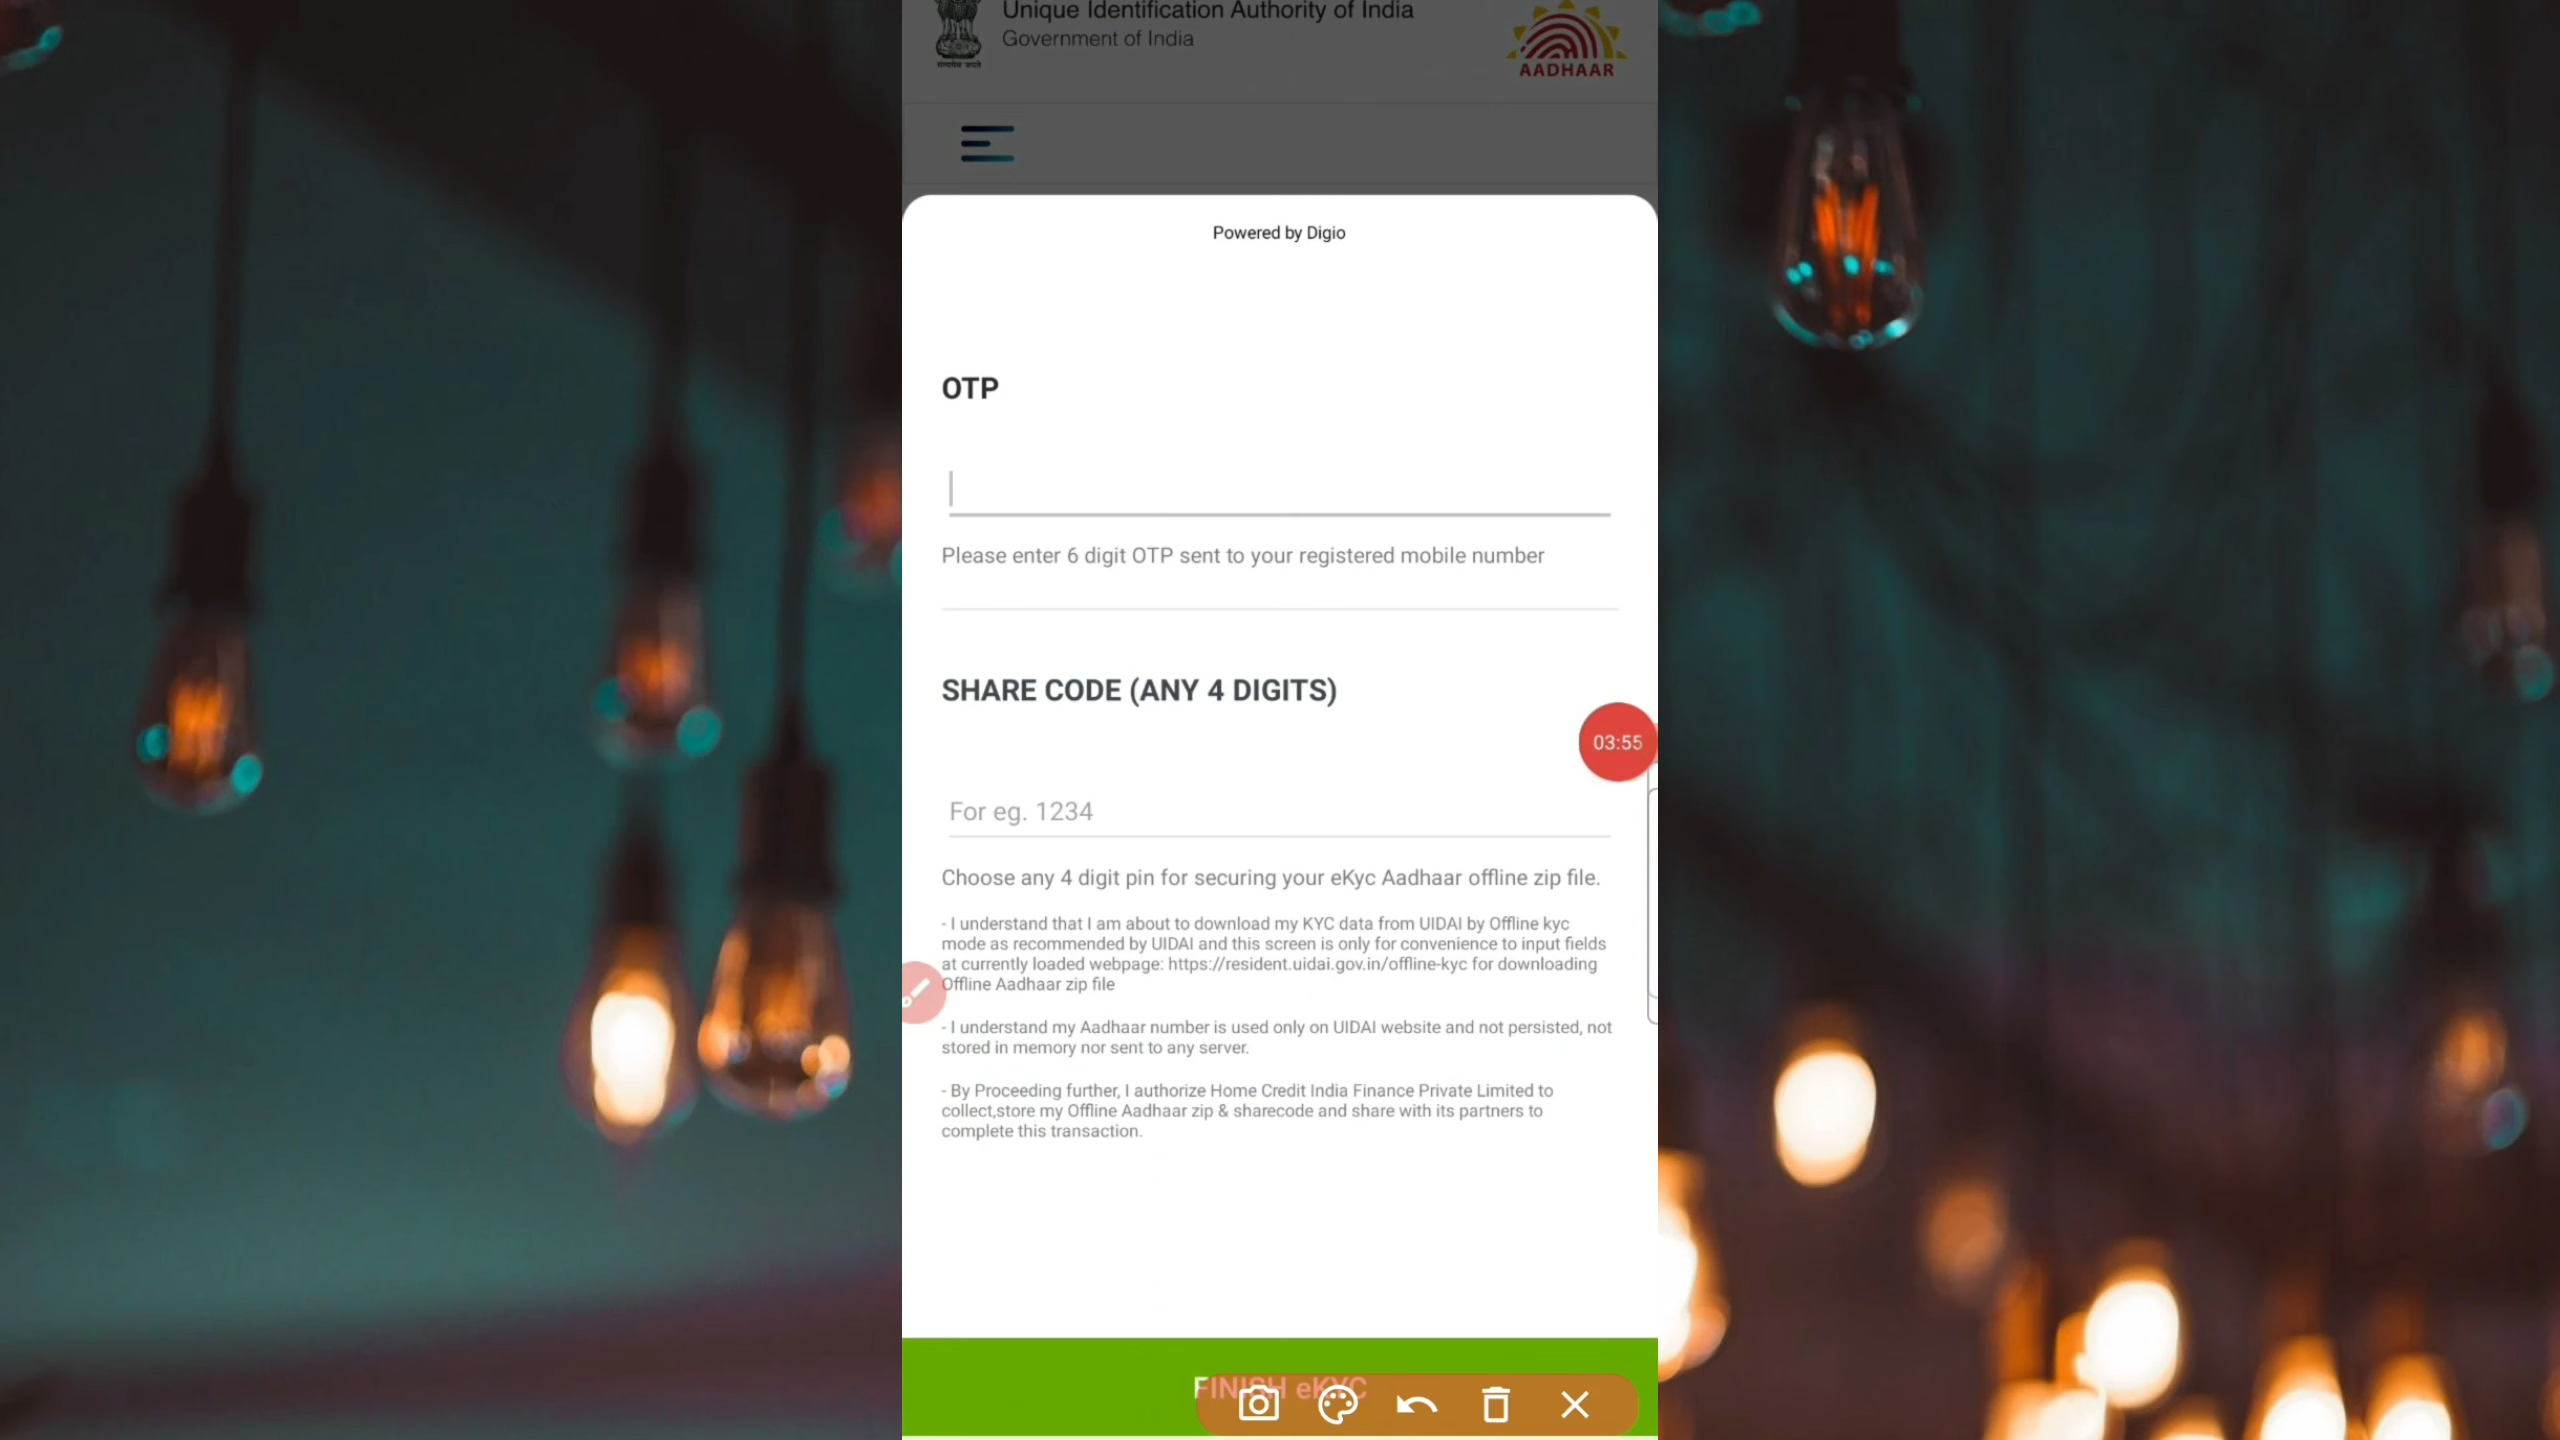 Unique Identification Authority of India
Government of India
सत्यमेव जयते
AADHAAR
Powered by Digio
OTP
Please enter 6 digit OTP sent to your registered mobile number
SHARE CODE (ANY 4 DIGITS)
03:55
For eg. 1234
Choose any 4 digit pin for securing your eKyc Aadhaar offline zip file.
- I understand that I am about to download my KYC data from UIDAI by Offline kyc
mode as recommended by UIDAI and this screen is only for convenience to input fields
at currently loaded webpage: https://resident.uidai.gov.in/offline-kyc for downloading
Offline Aadhaar zip file
- I understand my Aadhaar number is used only on UIDAI website and not persisted, not
stored in memory nor sent to any server.
- By Proceeding further, I authorize Home Credit India Finance Private Limited to
collect,store my Offline Aadhaar zip & sharecode and share with its partners to
complete this transaction.
FINISH eKYC